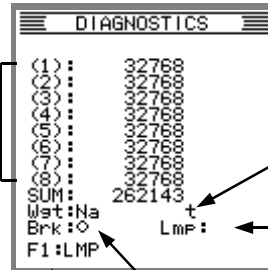 DIAGNOSTICS
(1): 32768
(2): 32768
(3): 32768
(4): 32768
(5): 32768
(6): 32768
(7): 32768
(8): 32768
SUM: 262143
Wgt:Na t
Brk:○ Lmp:
F1:LMP